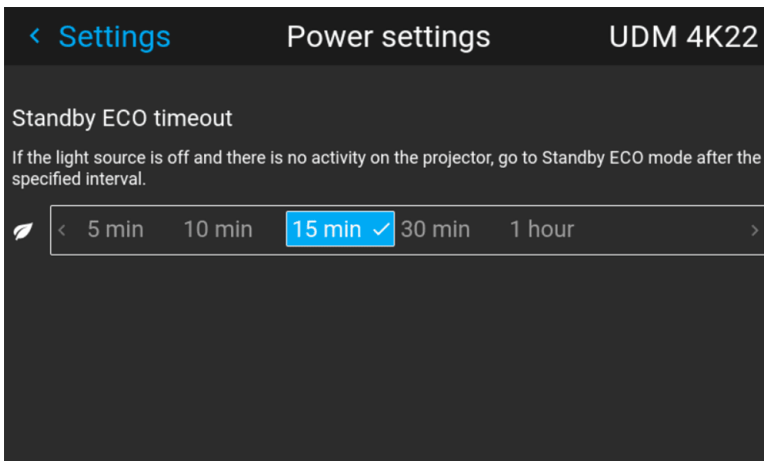 Settings Power settings UDM 4K22
Standby ECO timeout
If the light source is off and there is no activity on the projector, go to Standby ECO mode after the
specified interval.
5 min 10 min 15 min ✓ 30 min 1 hour